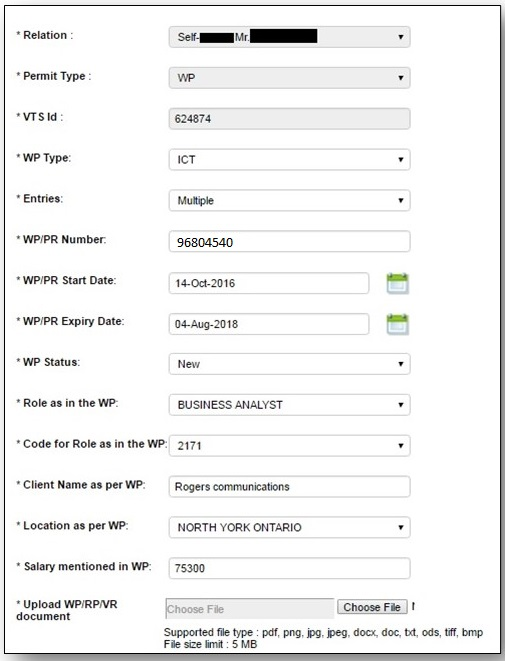 * Relation : Self- Mr.
* Permit Type : WP
* VTS Id : 624874
* WP Type: ICT
* Entries: Multiple
* WP/PR Number: 96804540
* WP/PR Start Date: 14-Oct-2016
* WP/PR Expiry Date: 04-Aug-2018
* WP Status: New
* Role as in the WP: BUSINESS ANALYST
* Code for Role as in the WP: 2171
* Client Name as per WP: Rogers communications
* Location as per WP: NORTH YORK ONTARIO
* Salary mentioned in WP: 75300
* Upload WP/RP/VR Choose File Choose File
document
Supported file type : pdf, png, jpg, jpeg, docx, doc, txt, ods, tiff, bmp
File size limit : 5 MB